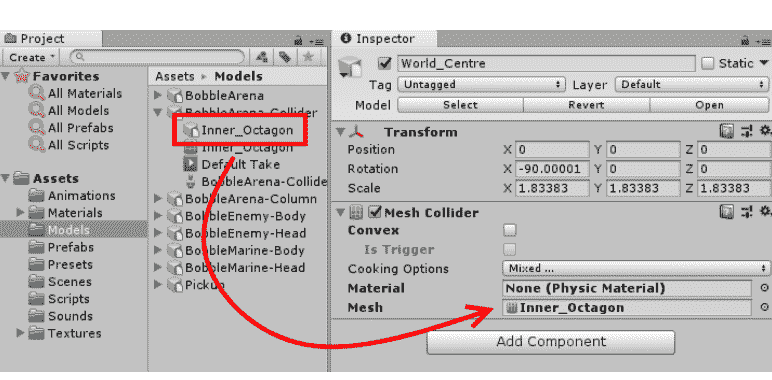 Project
Create
Favorites
All Materials
All Models
All Prefabs
All Scripts
Assets
Animations
Materials
Models
Prefabs
Presets
Scenes
Scripts
Sounds
Textures
Assets ▸ Models
BobbleArena
BobbleArena-Collider
Inner_Octagon
Inner_Octagon
Default Take
BobbleArena-Collide
BobbleArena-Column
BobbleEnemy-Body
BobbleEnemy-Head
BobbleMarine-Body
BobbleMarine-Head
Pickup
Inspector
World_Centre Static
Tag Untagged Layer Default
Model Select Revert Open
Transform
Position X 0 Y 0 Z 0
Rotation X -90.00001 Y 0 Z 0
Scale X 1.83383 Y 1.83383 Z 1.83383
Mesh Collider
Convex
Is Trigger
Cooking Options Mixed ...
Material None (Physic Material)
Mesh Inner_Octagon
Add Component